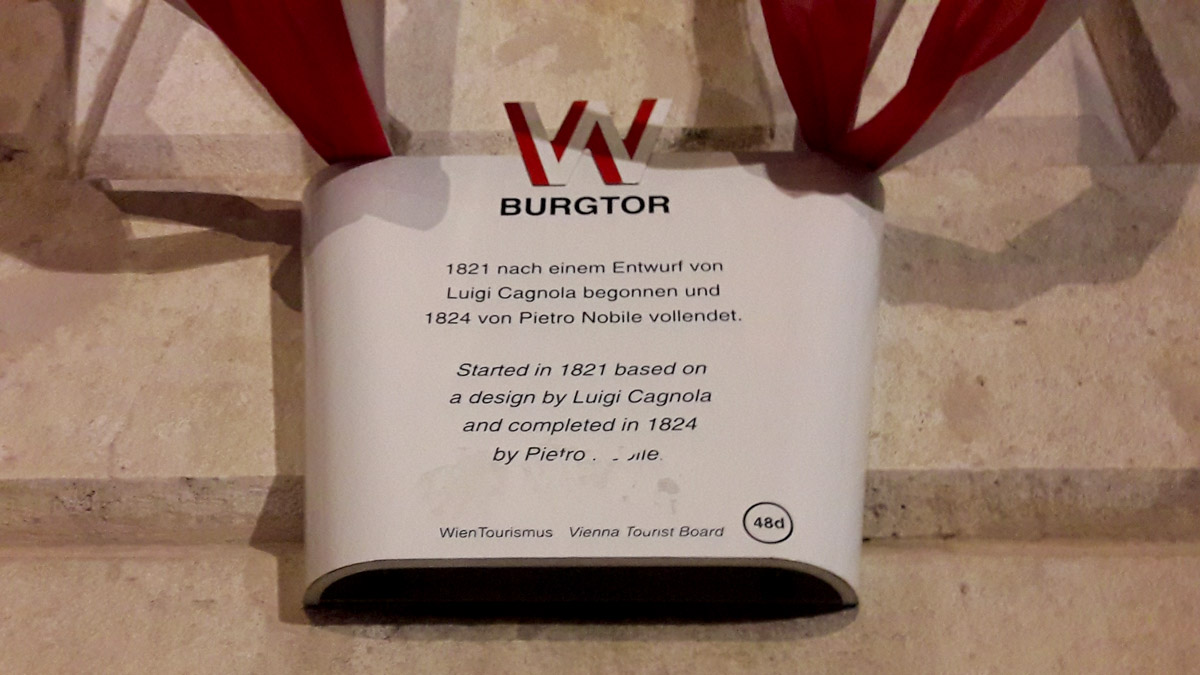 W
BURGTOR
1821 nach einem Entwurf von
Luigi Cagnola begonnen und
1824 von Pietro Nobile vollendet.
Started in 1821 based on
a design by Luigi Cagnola
and completed in 1824
by Pietro
WienTourismus Vienna Tourist Board 48d